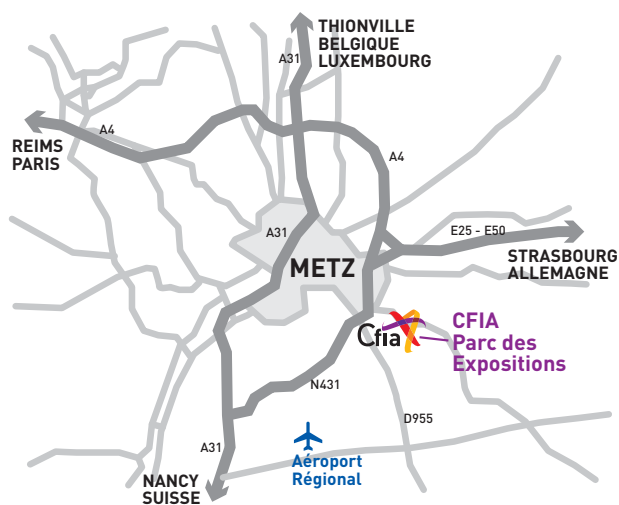 THIONVILLE
BELGIQUE
LUXEMBOURG
A31
A4
REIMS
PARIS
A4
A31
E25 - E50
METZ
STRASBOURG
ALLEMAGNE
Cfia
CFIA
Parc des
Expositions
N431
D955
A31
Aéroport
Régional
NANCY
SUISSE